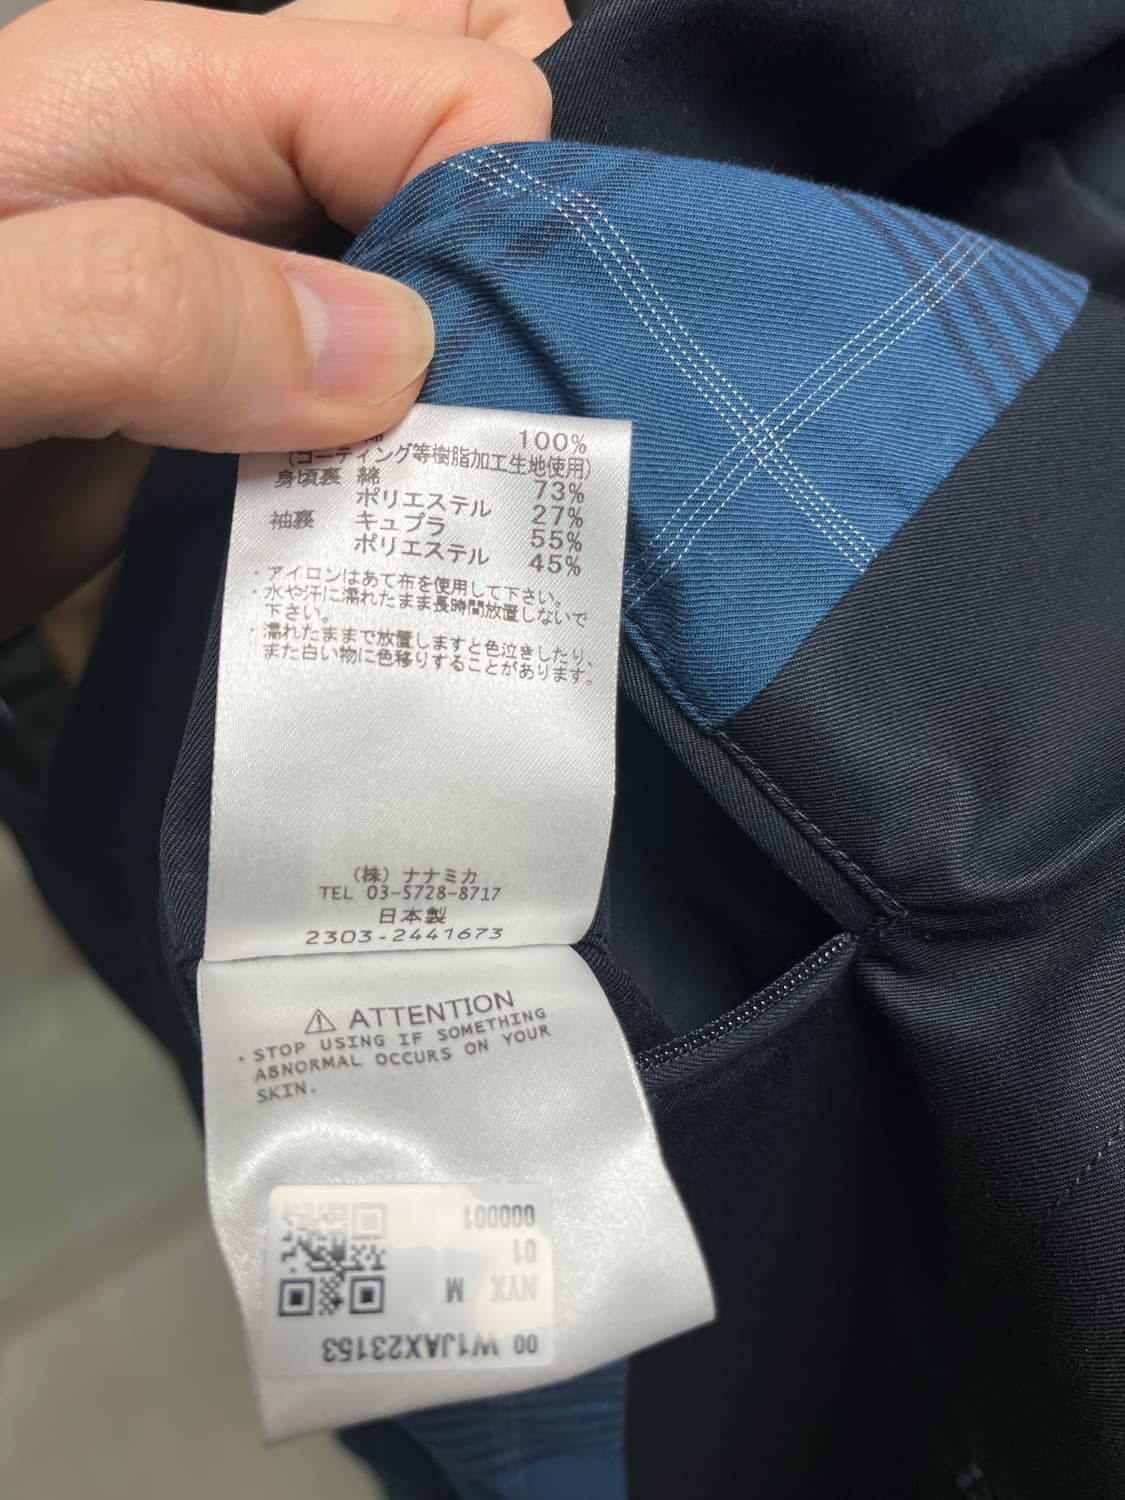 綿 100%
(コーティング等樹脂加工生地使用)
身頃裏 綿 73%
ポリエステル 27%
袖裏 キュプラ 55%
ポリエステル 45%
・アイロンはあて布を使用して下さい。
・水や汗に濡れたまま長時間放置しないで
下さい。
・濡れたままで放置しますと色泣きしたり、
また白い物に色移りすることがあります。
(株) ナナミカ
TEL 03-5728-8717
日本製
2303-2441673
⚠ ATTENTION
・STOP USING IF SOMETHING
ABNORMAL OCCURS ON YOUR
SKIN.
00 W1JAX23153
NYX M
01
000001